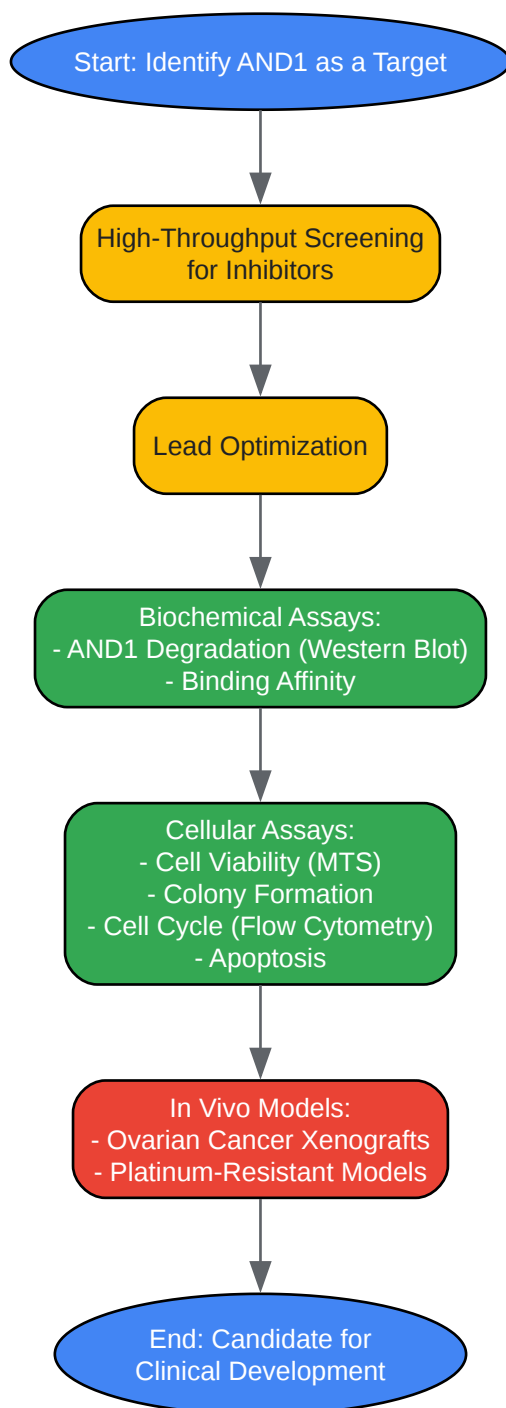 Start: Identify AND1 as a Target
High-Throughput Screening
for Inhibitors
Lead Optimization
Biochemical Assays:
- AND1 Degradation (Western Blot)
- Binding Affinity
Cellular Assays:
- Cell Viability (MTS)
- Colony Formation
- Cell Cycle (Flow Cytometry)
- Apoptosis
In Vivo Models:
- Ovarian Cancer Xenografts
- Platinum-Resistant Models
End: Candidate for
Clinical Development